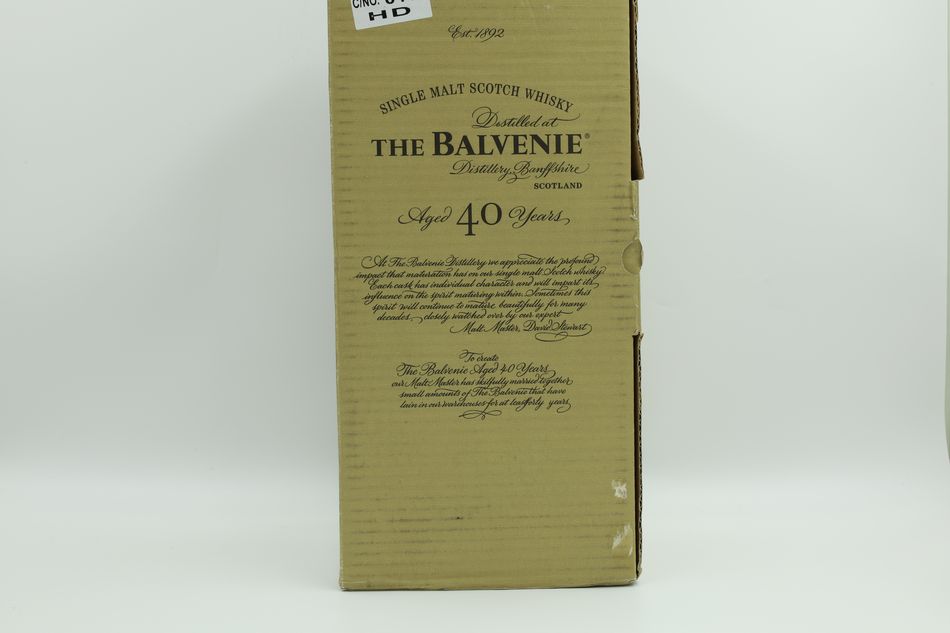 CINO.
HD
Est. 1892
SINGLE MALT SCOTCH WHISKY
Distilled at
THE BALVENIE®
Distillery, Banffshire
SCOTLAND
Aged 40 Years
At The Balvenie Distillery we appreciate the profound
impact that maturation has on our single malt Scotch whisky.
Each cask has individual character and will impart its
influence on the spirit maturing within. Sometimes this
spirit will continue to mature beautifully for many
decades, closely watched over by our expert
Malt Master, David Stewart
To create
The Balvenie Aged 40 Years
our Malt Master has skilfully married together
small amounts of The Balvenie that have
lain in our warehouses for at least forty years